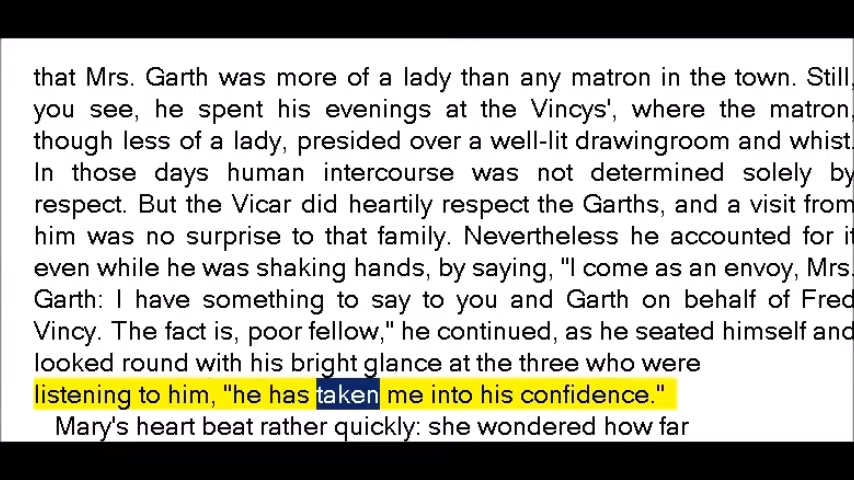 that Mrs. Garth was more of a lady than any matron in the town. Still,
you see, he spent his evenings at the Vincys', where the matron,
though less of a lady, presided over a well-lit drawingroom and whist.
In those days human intercourse was not determined solely by
respect. But the Vicar did heartily respect the Garths, and a visit from
him was no surprise to that family. Nevertheless he accounted for it
even while he was shaking hands, by saying, "I come as an envoy, Mrs.
Garth: I have something to say to you and Garth on behalf of Fred
Vincy. The fact is, poor fellow," he continued, as he seated himself and
looked round with his bright glance at the three who were
listening to him, "he has taken me into his confidence."
Mary's heart beat rather quickly: she wondered how far